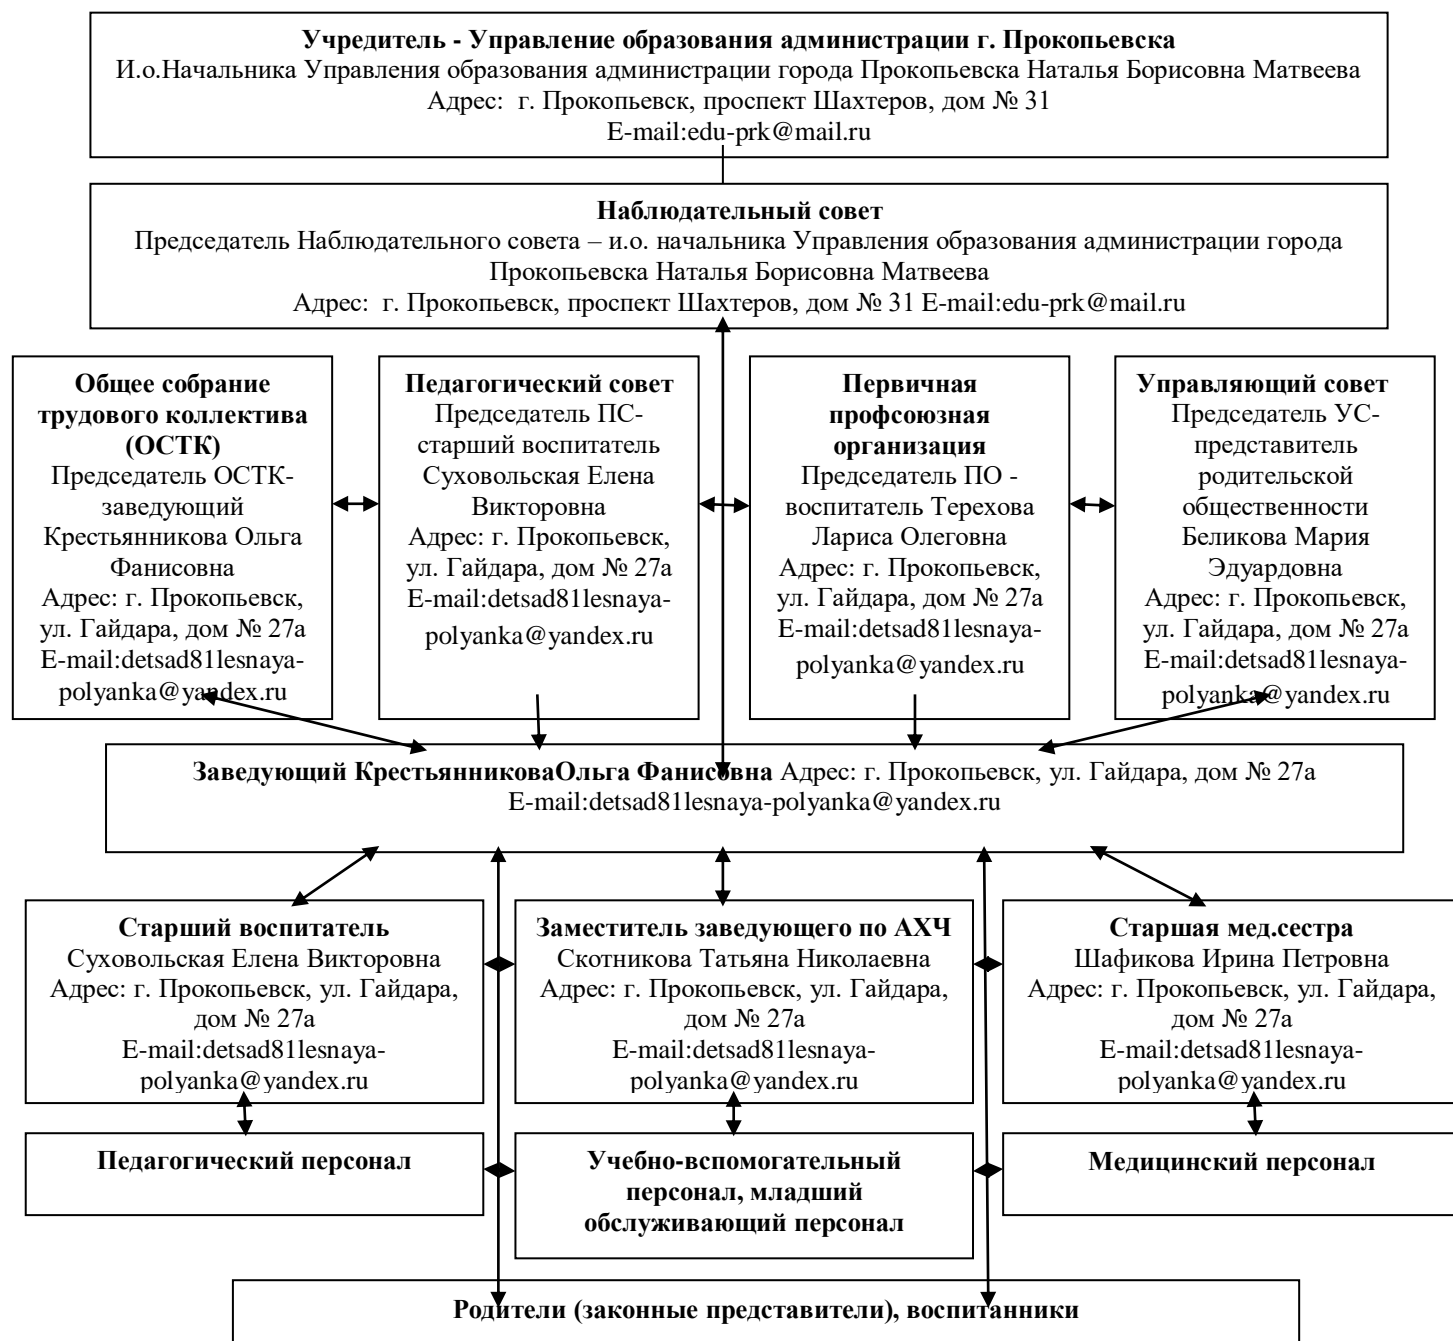 Учредитель - Управление образования администрации г. Прокопьевска
И.о.Начальника Управления образования администрации города Прокопьевска Наталья Борисовна Матвеева
Адрес: г. Прокопьевск, проспект Шахтеров, дом № 31
E-mail:edu-prk@mail.ru
Наблюдательный совет
Председатель Наблюдательного совета – и.о. начальника Управления образования администрации города
Прокопьевска Наталья Борисовна Матвеева
Адрес: г. Прокопьевск, проспект Шахтеров, дом № 31 E-mail:edu-prk@mail.ru
Общее собрание
трудового коллектива
(ОСТК)
Председатель ОСТК-
заведующий
Крестьянникова Ольга
Фанисовна
Адрес: г. Прокопьевск,
ул. Гайдара, дом № 27а
E-mail:detsad81lesnaya-
polyanka@yandex.ru
Педагогический совет
Председатель ПС-
старший воспитатель
Суховольская Елена
Викторовна
Адрес: г. Прокопьевск,
ул. Гайдара, дом № 27а
E-mail:detsad81lesnaya-
polyanka@yandex.ru
Первичная
профсоюзная
организация
Председатель ПО -
воспитатель Терехова
Лариса Олеговна
Адрес: г. Прокопьевск,
ул. Гайдара, дом № 27а
E-mail:detsad81lesnaya-
polyanka@yandex.ru
Управляющий совет
Председатель УС-
представитель
родительской
общественности
Беликова Мария
Эдуардовна
Адрес: г. Прокопьевск,
ул. Гайдара, дом № 27а
E-mail:detsad81lesnaya-
polyanka@yandex.ru
Заведующий КрестьянниковаОльга Фанисовна Адрес: г. Прокопьевск, ул. Гайдара, дом № 27а
E-mail:detsad81lesnaya-polyanka@yandex.ru
Старший воспитатель
Суховольская Елена Викторовна
Адрес: г. Прокопьевск, ул. Гайдара,
дом № 27а
E-mail:detsad81lesnaya-
polyanka@yandex.ru
Заместитель заведующего по АХЧ
Скотникова Татьяна Николаевна
Адрес: г. Прокопьевск, ул. Гайдара,
дом № 27а
E-mail:detsad81lesnaya-
polyanka@yandex.ru
Старшая мед.сестра
Шафикова Ирина Петровна
Адрес: г. Прокопьевск, ул. Гайдара,
дом № 27а
E-mail:detsad81lesnaya-
polyanka@yandex.ru
Педагогический персонал
Учебно-вспомогательный
персонал, младший
обслуживающий персонал
Медицинский персонал
Родители (законные представители), воспитанники